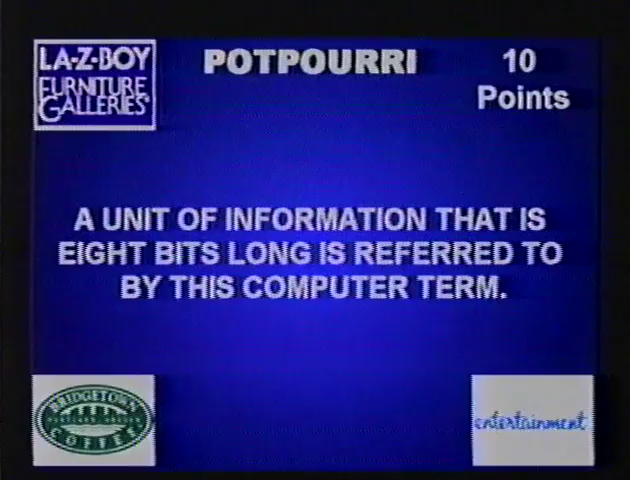 LA-Z-BOY
FURNITURE
GALLERIES®
POTPOURRI
10
Points
A UNIT OF INFORMATION THAT IS
EIGHT BITS LONG IS REFERRED TO
BY THIS COMPUTER TERM.
BRIDGETOWN
COFFEE
entertainment